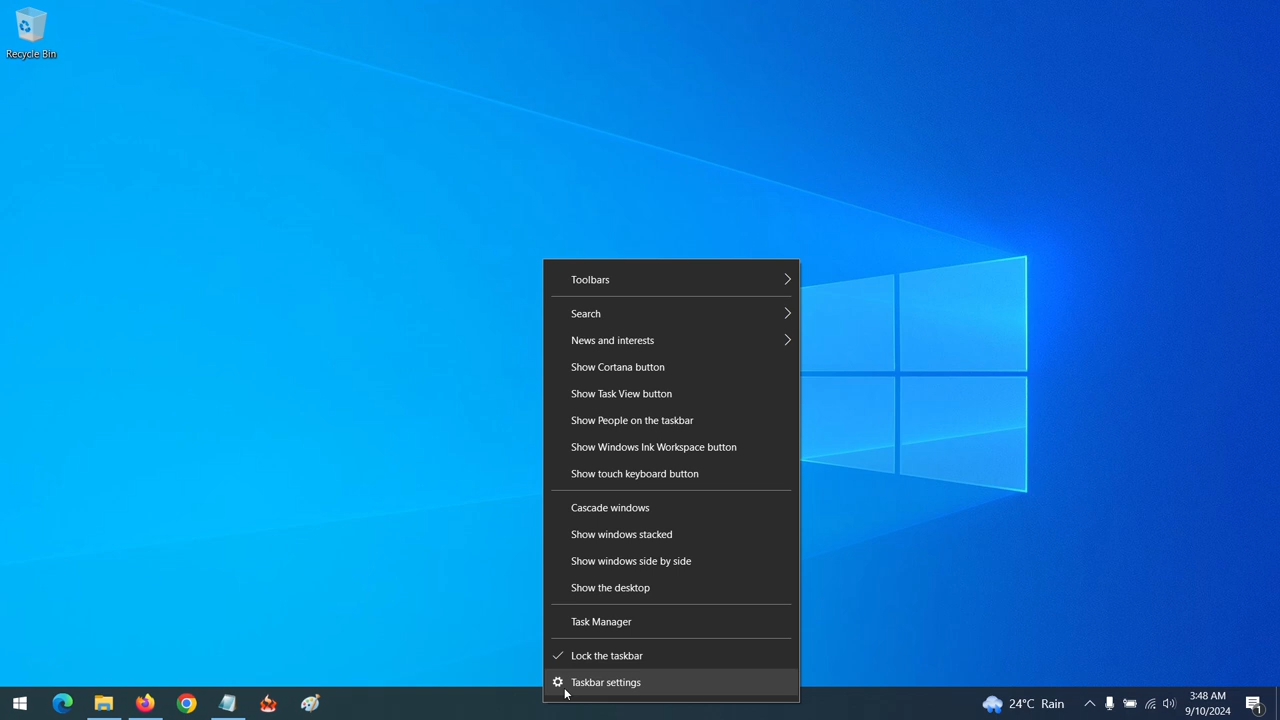 Recycle Bin
Toolbars
Search
News and interests
Show Cortana button
Show Task View button
Show People on the taskbar
Show Windows Ink Workspace button
Show touch keyboard button
Cascade windows
Show windows stacked
Show windows side by side
Show the desktop
Task Manager
Lock the taskbar
Taskbar settings
24°C Rain
3:48 AM
9/10/2024
1